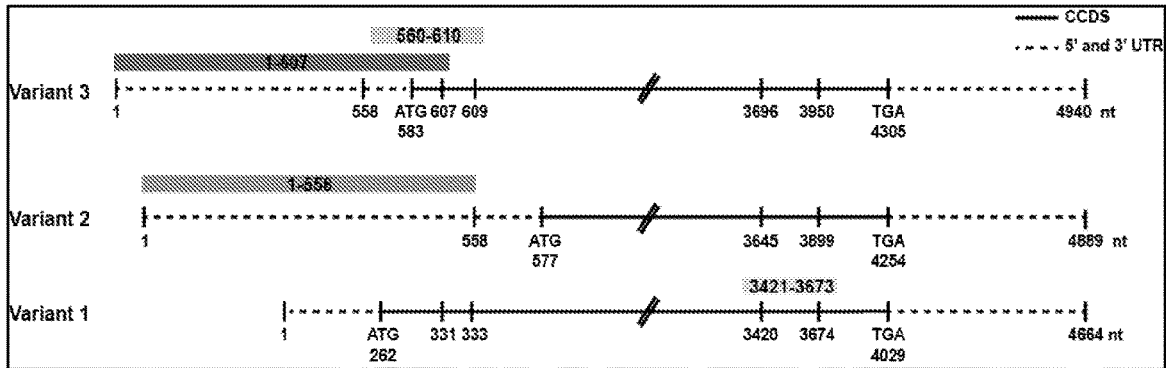 CCDS
560-610
5' and 3' UTR
1-607
Variant 3
1 558 ATG 607 609 3696 3950 TGA 4940 nt
583 4305
1-558
Variant 2
1 558 ATG 3645 3899 TGA 4889 nt
577 4254
3421-3673
Variant 1
1 ATG 331 333 3420 3674 TGA 4664 nt
262 4029